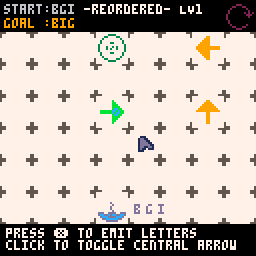 START:BGI -REORDERED- Lv1
GOAL :BIG
BGI
PRESS ❎ TO EMIT LETTERS
CLICK TO TOGGLE CENTRAL ARROW